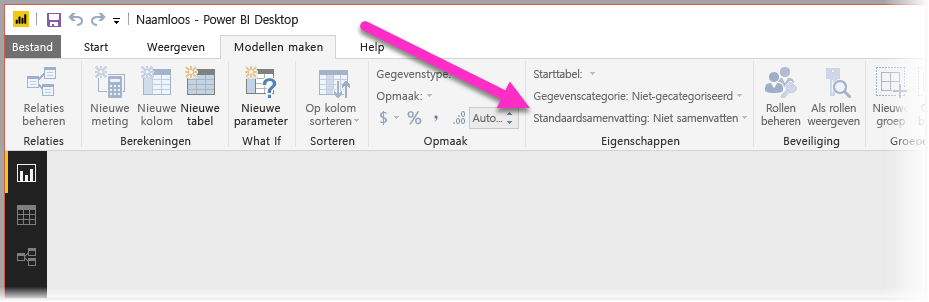 Naamloos - Power BI Desktop
Bestand Start Weergeven Modellen maken Help
Relaties beheren
Nieuwe meting
Nieuwe kolom
Nieuwe tabel
Nieuwe parameter
Op kolom sorteren
Gegevenstype:
Opmaak:
$ % , .00 Auto...
Starttabel:
Gegevenscategorie: Niet-gecategoriseerd
Standaardsamenvatting: Niet samenvatten
Rollen beheren
Als rollen weergeven
groep
Relaties Berekeningen What If Sorteren Opmaak Eigenschappen Beveiliging